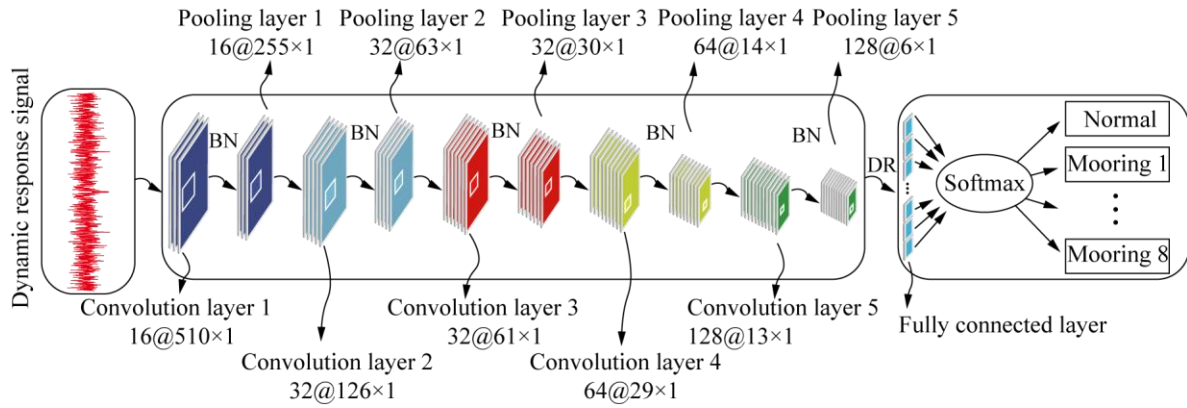 Pooling layer 1
16@255×1
Pooling layer 2
32@63×1
Pooling layer 3
32@30×1
Pooling layer 4
64@14×1
Pooling layer 5
128@6×1
Dynamic response signal
BN
BN
BN
BN
BN
DR
Softmax
Normal
Mooring 1
Mooring 8
Convolution layer 1
16@510×1
Convolution layer 2
32@126×1
Convolution layer 3
32@61×1
Convolution layer 4
64@29×1
Convolution layer 5
128@13×1
Fully connected layer